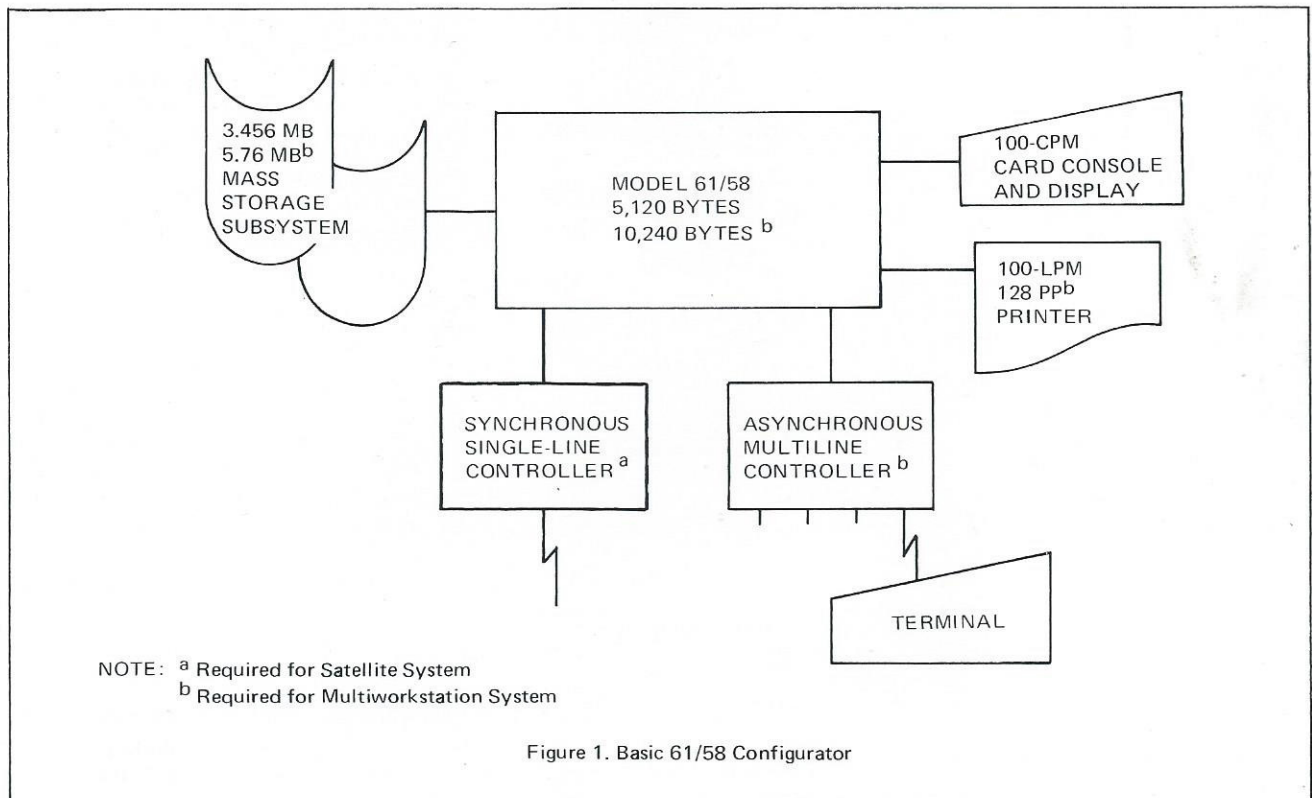 3.456 MB
5.76 MBᵇ
MASS
STORAGE
SUBSYSTEM
MODEL 61/58
5,120 BYTES
10,240 BYTES ᵇ
100-CPM
CARD CONSOLE
AND DISPLAY
100-LPM
128 PPᵇ
PRINTER
SYNCHRONOUS
SINGLE-LINE
CONTROLLER ᵃ
ASYNCHRONOUS
MULTILINE
CONTROLLER ᵇ
TERMINAL
NOTE: ᵃ Required for Satellite System
ᵇ Required for Multiworkstation System
Figure 1. Basic 61/58 Configurator